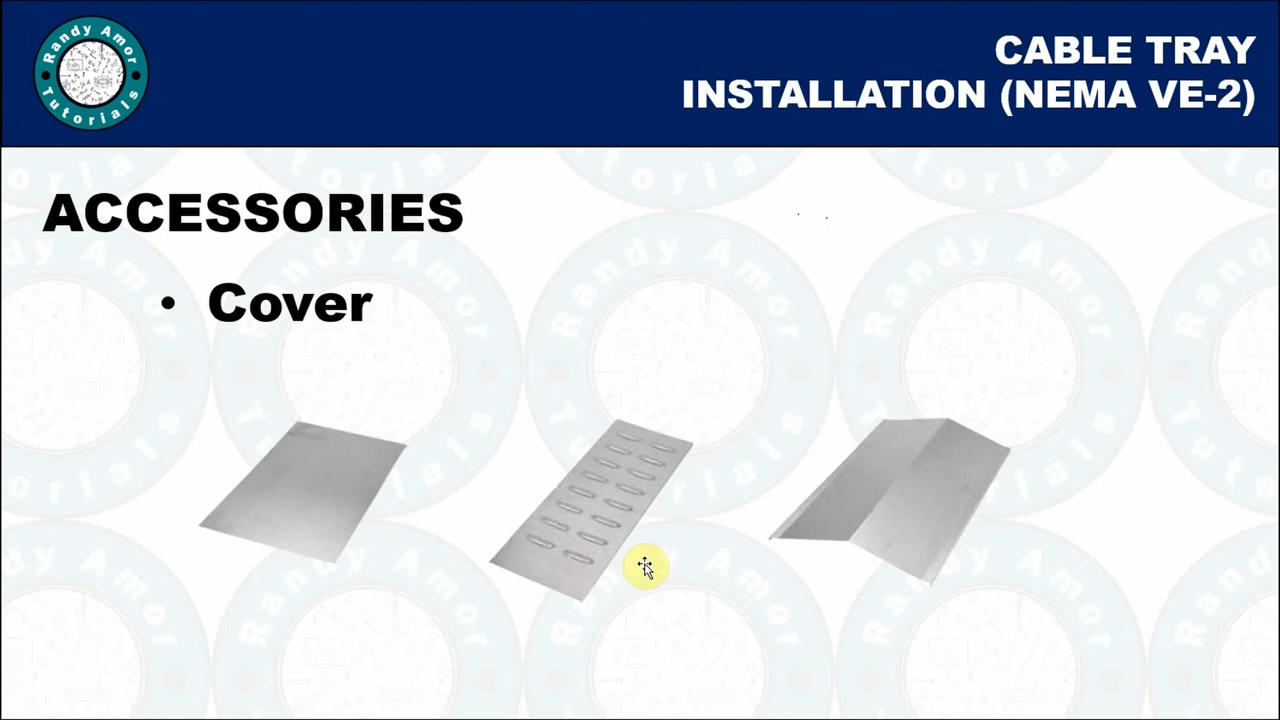 Randy Amor
Tutorials
CABLE TRAY
INSTALLATION (NEMA VE-2)
ACCESSORIES
• Cover